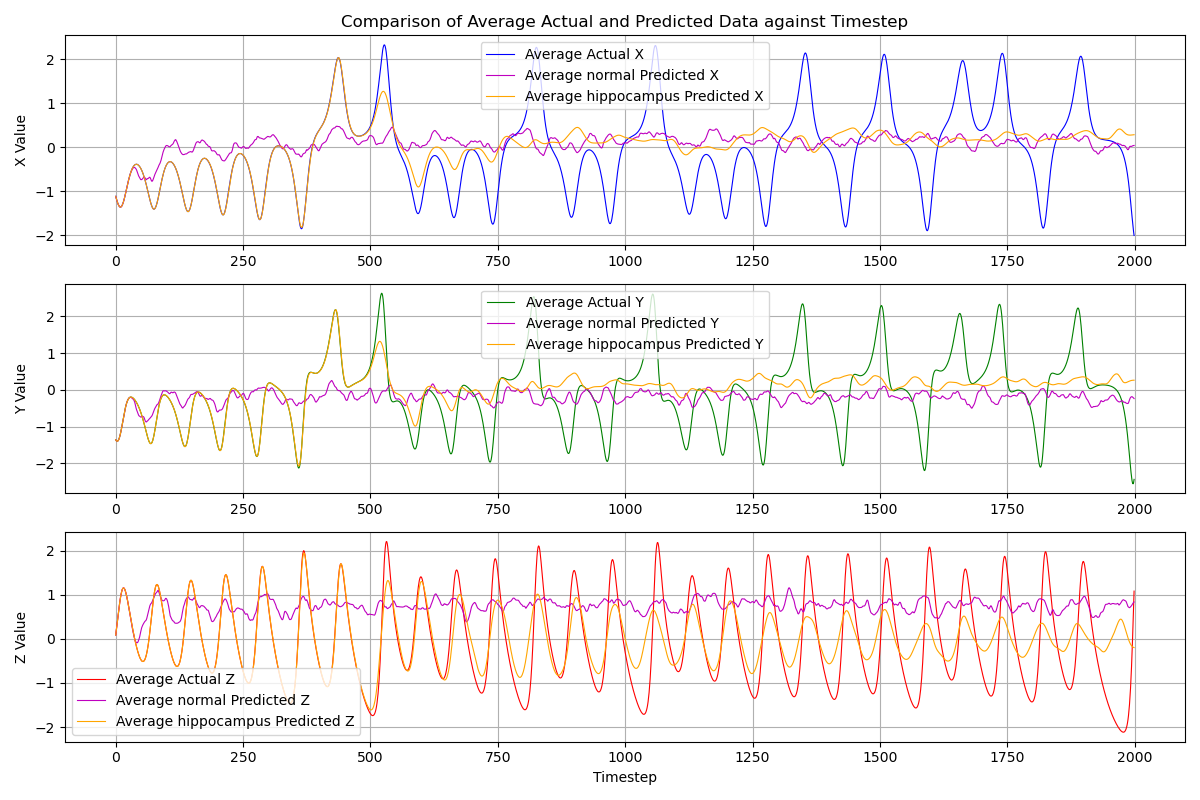 Comparison of Average Actual and Predicted Data against Timestep
X Value
2
1
0
−1
−2
Average Actual X
Average normal Predicted X
Average hippocampus Predicted X
0 250 500 750 1000 1250 1500 1750 2000
Y Value
2
1
0
−1
−2
Average Actual Y
Average normal Predicted Y
Average hippocampus Predicted Y
0 250 500 750 1000 1250 1500 1750 2000
Z Value
2
1
0
−1
−2
Average Actual Z
Average normal Predicted Z
Average hippocampus Predicted Z
0 250 500 750 1000 1250 1500 1750 2000
Timestep